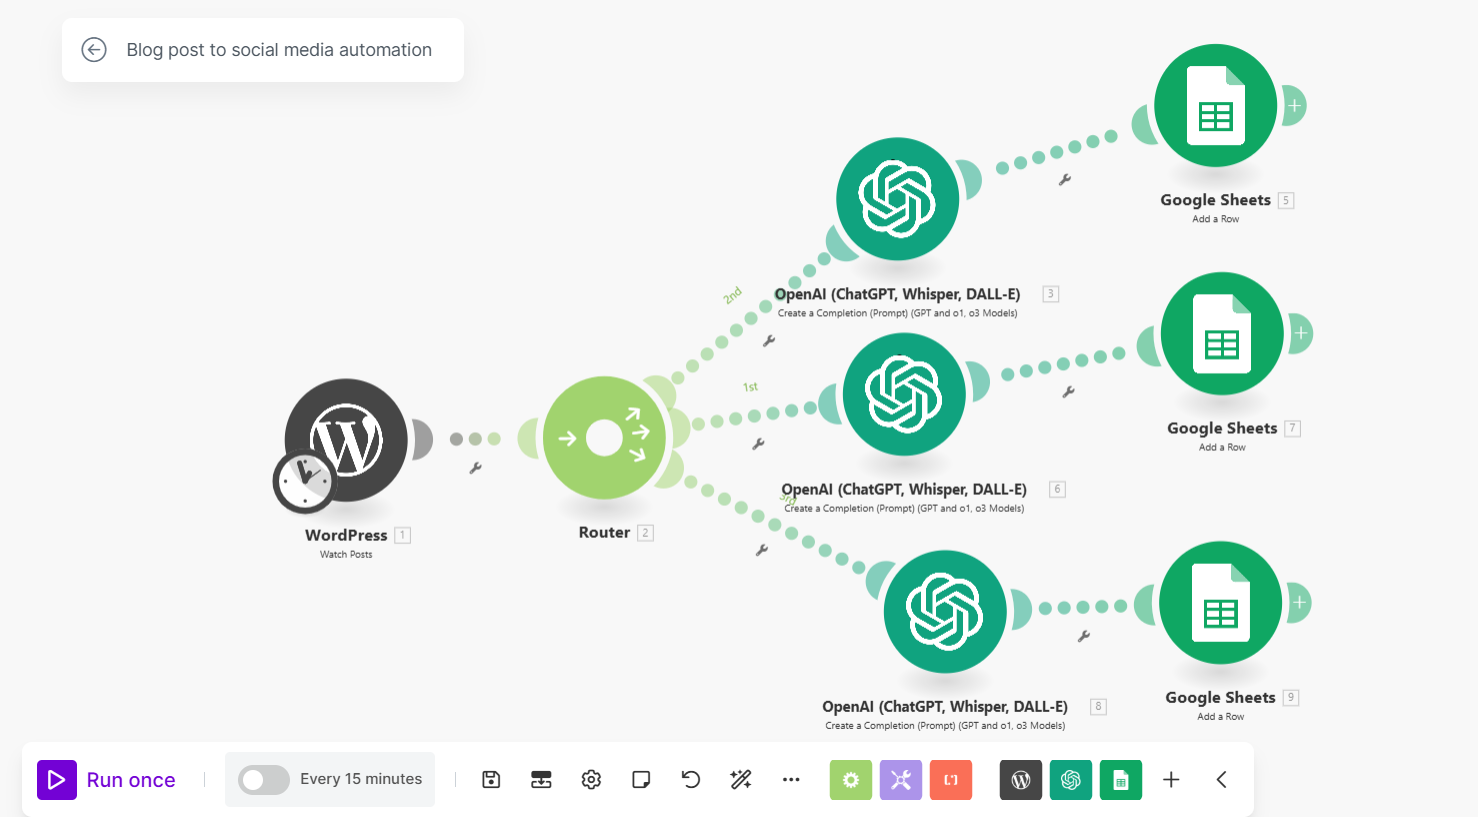 Blog post to social media automation
Google Sheets 5
Add a Row
2nd
OpenAI (ChatGPT, Whisper, DALL-E) 3
Create a Completion (Prompt) (GPT and o1, o3 Models)
1st
Google Sheets 7
Add a Row
OpenAI (ChatGPT, Whisper, DALL-E) 6
3rd
Create a Completion (Prompt) (GPT and o1, o3 Models)
WordPress 1
Watch Posts
Router 2
Google Sheets 9
Add a Row
OpenAI (ChatGPT, Whisper, DALL-E) 8
Create a Completion (Prompt) (GPT and o1, o3 Models)
Run once
Every 15 minutes